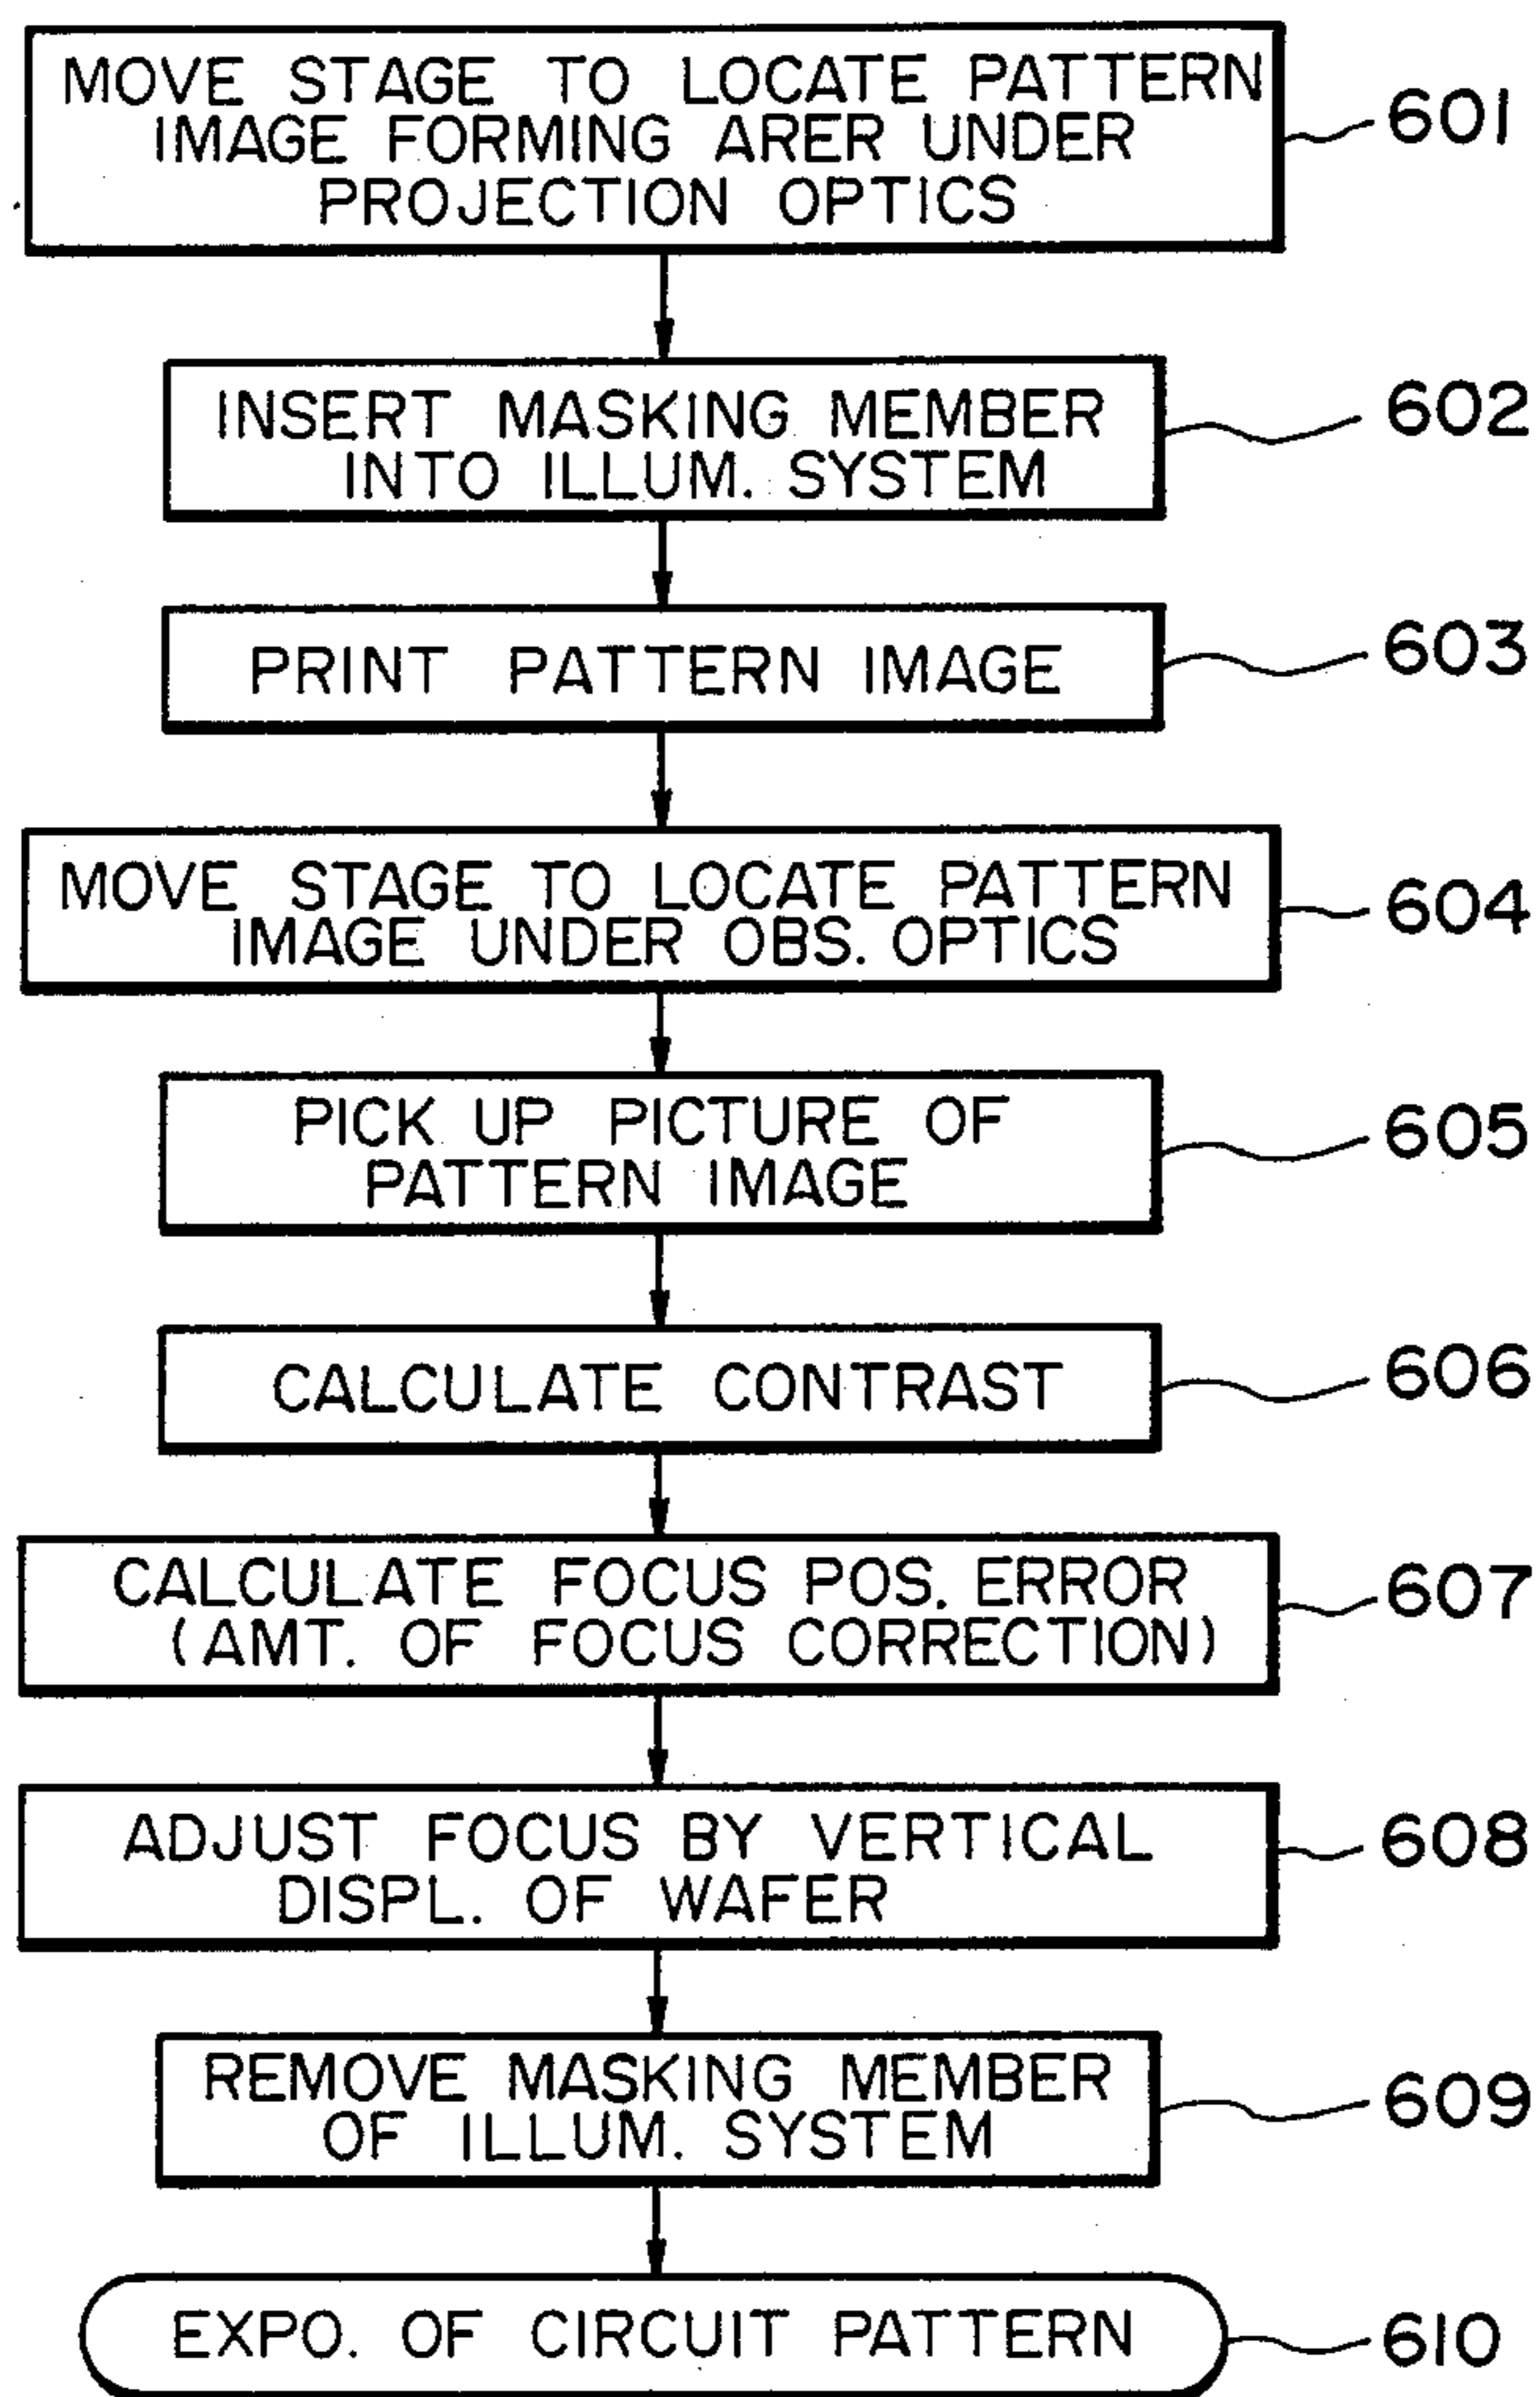 MOVE STAGE TO LOCATE PATTERN
IMAGE FORMING ARER UNDER
PROJECTION OPTICS
601
INSERT MASKING MEMBER
INTO ILLUM. SYSTEM
602
PRINT PATTERN IMAGE
603
MOVE STAGE TO LOCATE PATTERN
IMAGE UNDER OBS. OPTICS
604
PICK UP PICTURE OF
PATTERN IMAGE
605
CALCULATE CONTRAST
606
CALCULATE FOCUS POS. ERROR
(AMT. OF FOCUS CORRECTION)
607
ADJUST FOCUS BY VERTICAL
DISPL. OF WAFER
608
REMOVE MASKING MEMBER
OF ILLUM. SYSTEM
609
EXPO. OF CIRCUIT PATTERN
610